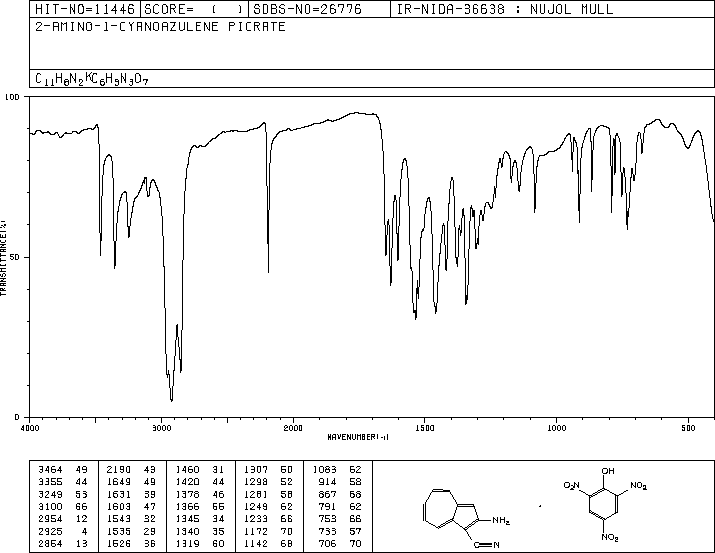 HIT-NO=11446 SCORE= ( ) SDBS-NO=26776 IR-NIDA-36638 : NUJOL MULL
2-AMINO-1-CYANOAZULENE PICRATE
C11H8N2KC6H3N3O7
100
50
0
TRANSMITTANCE(%)
4000 3000 2000 1500 1000 500
WAVENUMBER(-1)
3464 49 2190 43 1460 31 1307 50 1083 62
3355 44 1649 49 1420 44 1298 52 914 58
3249 53 1631 39 1378 46 1281 58 867 68
3100 66 1603 47 1366 55 1249 62 791 62
2954 12 1543 32 1345 34 1233 66 753 66
2925 4 1535 29 1340 35 1172 70 733 57
2854 13 1526 36 1319 60 1142 68 706 70
OH
O2N NO2
NH2
NO2
C N